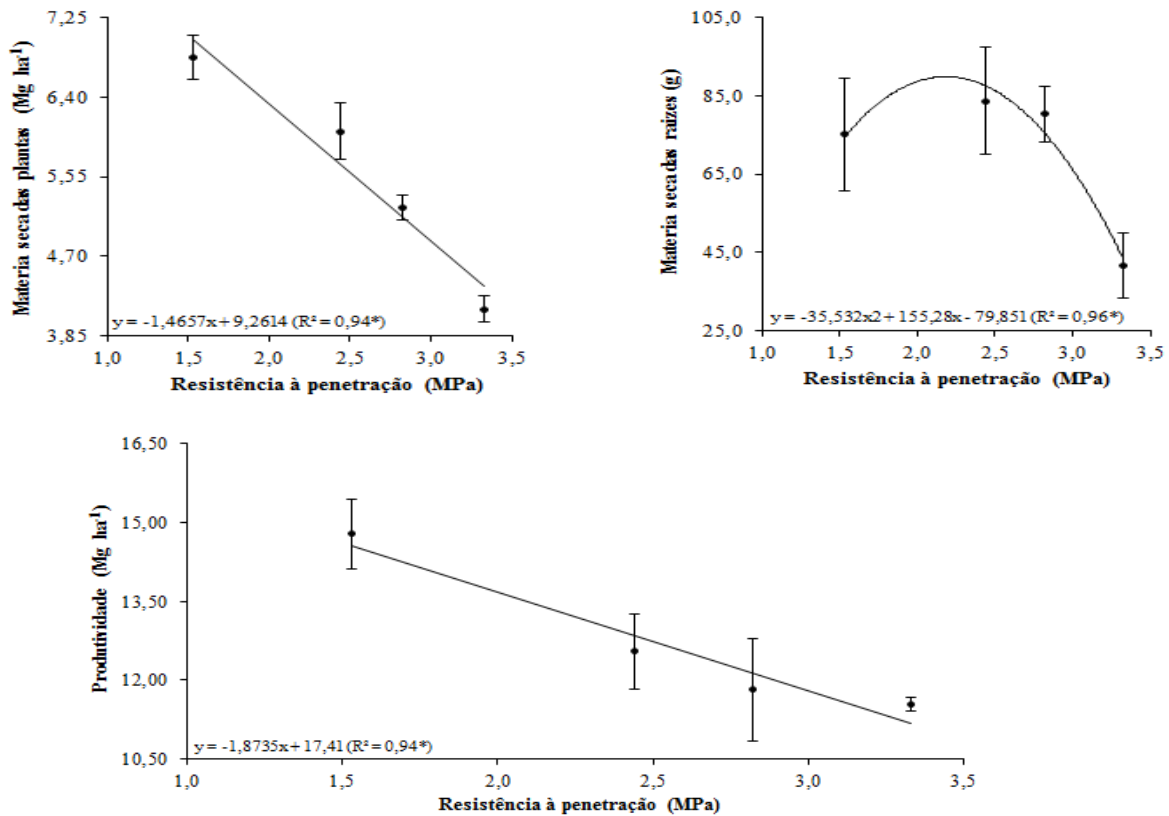 Materia secadas plantas (Mg ha-1)
7,25
6,40
5,55
4,70
3,85
y = -1,4657x + 9,2614 (R² = 0,94*)
1,0 1,5 2,0 2,5 3,0 3,5
Resistência à penetração (MPa)
Materia secadas raizes (g)
105,0
85,0
65,0
45,0
25,0
y = -35,532x2 + 155,28x - 79,851 (R² = 0,96*)
1,0 1,5 2,0 2,5 3,0 3,5
Resistência à penetração (MPa)
Produtividade (Mg ha-1)
16,50
15,00
13,50
12,00
10,50
y = -1,8735x + 17,41 (R² = 0,94*)
1,0 1,5 2,0 2,5 3,0 3,5
Resistência à penetração (MPa)